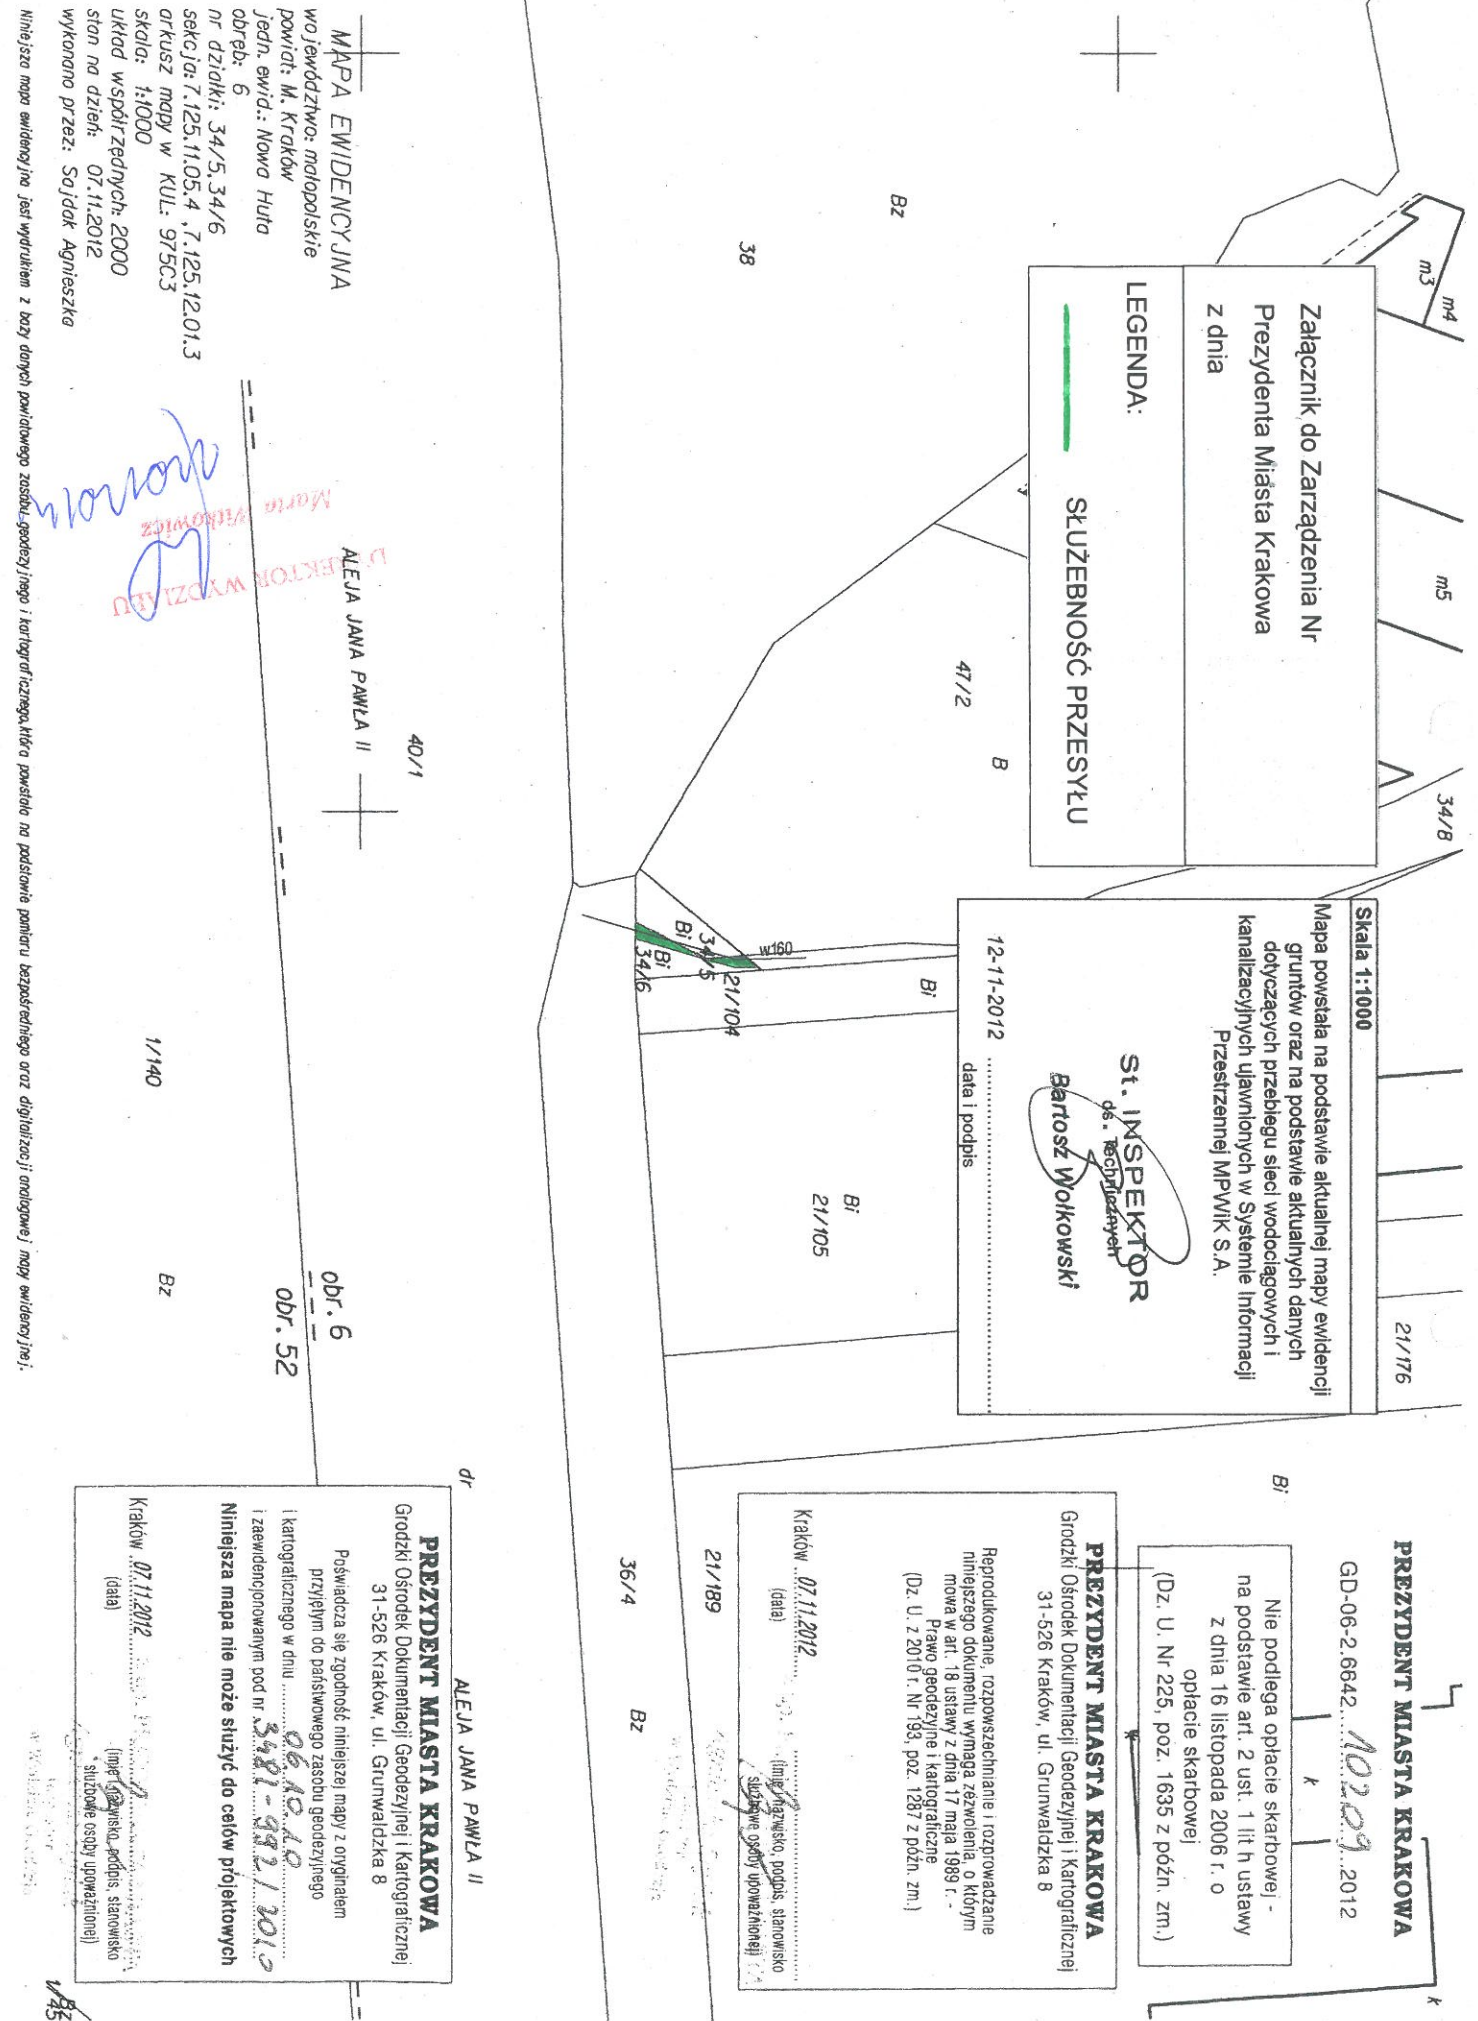 PREZYDENT MIASTA KRAKOWA
GD-06-2.6642. 10209 .2012
Nie podlega opłacie skarbowej -
na podstawie art. 2 ust. 1 lit h ustawy
z dnia 16 listopada 2006 r. o
opłacie skarbowej
(Dz. U. Nr 225, poz. 1635 z późn. zm.)
k
k
m4
m3
m5
34/8
21/176
Bi
Załącznik do Zarządzenia Nr
Prezydenta Miasta Krakowa
z dnia
LEGENDA:
SŁUŻEBNOŚĆ PRZESYŁU
Skala 1:1000
Mapa powstała na podstawie aktualnej mapy ewidencji
gruntów oraz na podstawie aktualnych danych
dotyczących przebiegu sieci wodociągowych i
kanalizacyjnych ujawnionych w Systemie Informacji
Przestrzennej MPWiK S.A.
St. INSPEKTOR
ds. Technicznych
Bartosz Wołkowski
12-11-2012
data i podpis
PREZYDENT MIASTA KRAKOWA
Grodzki Ośrodek Dokumentacji Geodezyjnej i Kartograficznej
31-526 Kraków, ul. Grunwaldzka 8
Reprodukowanie, rozpowszechnianie i rozprowadzanie
niniejszego dokumentu wymaga zezwolenia, o którym
mowa w art. 18 ustawy z dnia 17 maja 1989 r. -
Prawo geodezyjne i kartograficzne
(Dz. U. z 2010 r. Nr 193, poz. 1287 z późn. zm.)
Kraków 07.11.2012
(data)
(imię, nazwisko, podpis, stanowisko
służbowe osoby upoważnionej)
Bz
38
47/2
B
Bi
w160
21/104
34/5
Bi
Bi
34/6
Bi
21/105
21/189
36/4
Bz
40/1
ALEJA JANA PAWŁA II
obr. 6
obr. 52
1/140
Bz
dr
ALEJA JANA PAWŁA II
MAPA EWIDENCYJNA
województwo: małopolskie
powiat: M. Kraków
jedn. ewid.: Nowa Huta
obręb: 6
nr działki: 34/5,34/6
sekcja: 7.125.11.05.4 ,7.125.12.01.3
arkusz mapy w KUL: 975C3
skala: 1:1000
układ współrzędnych: 2000
stan na dzień: 07.11.2012
wykonano przez: Sajdak Agnieszka
DYREKTOR WYDZIAŁU
Marta Witkowicz
PREZYDENT MIASTA KRAKOWA
Grodzki Ośrodek Dokumentacji Geodezyjnej i Kartograficznej
31-526 Kraków, ul. Grunwaldzka 8
Poświadcza się zgodność niniejszej mapy z oryginałem
przyjętym do państwowego zasobu geodezyjnego
i kartograficznego w dniu 06.10.10
i zaewidencjonowanym pod nr 3481-992/2010
Niniejsza mapa nie może służyć do celów projektowych
Kraków 07.11.2012
(data)
(imię, nazwisko, podpis, stanowisko
służbowe osoby upoważnionej)
Niniejsza mapa ewidencyjna jest wydrukiem z bazy danych powiatowego zasobu geodezyjnego i kartograficznego,która powstała na podstawie pomiaru bezpośredniego oraz digitalizacji analogowej mapy ewidencyjnej.